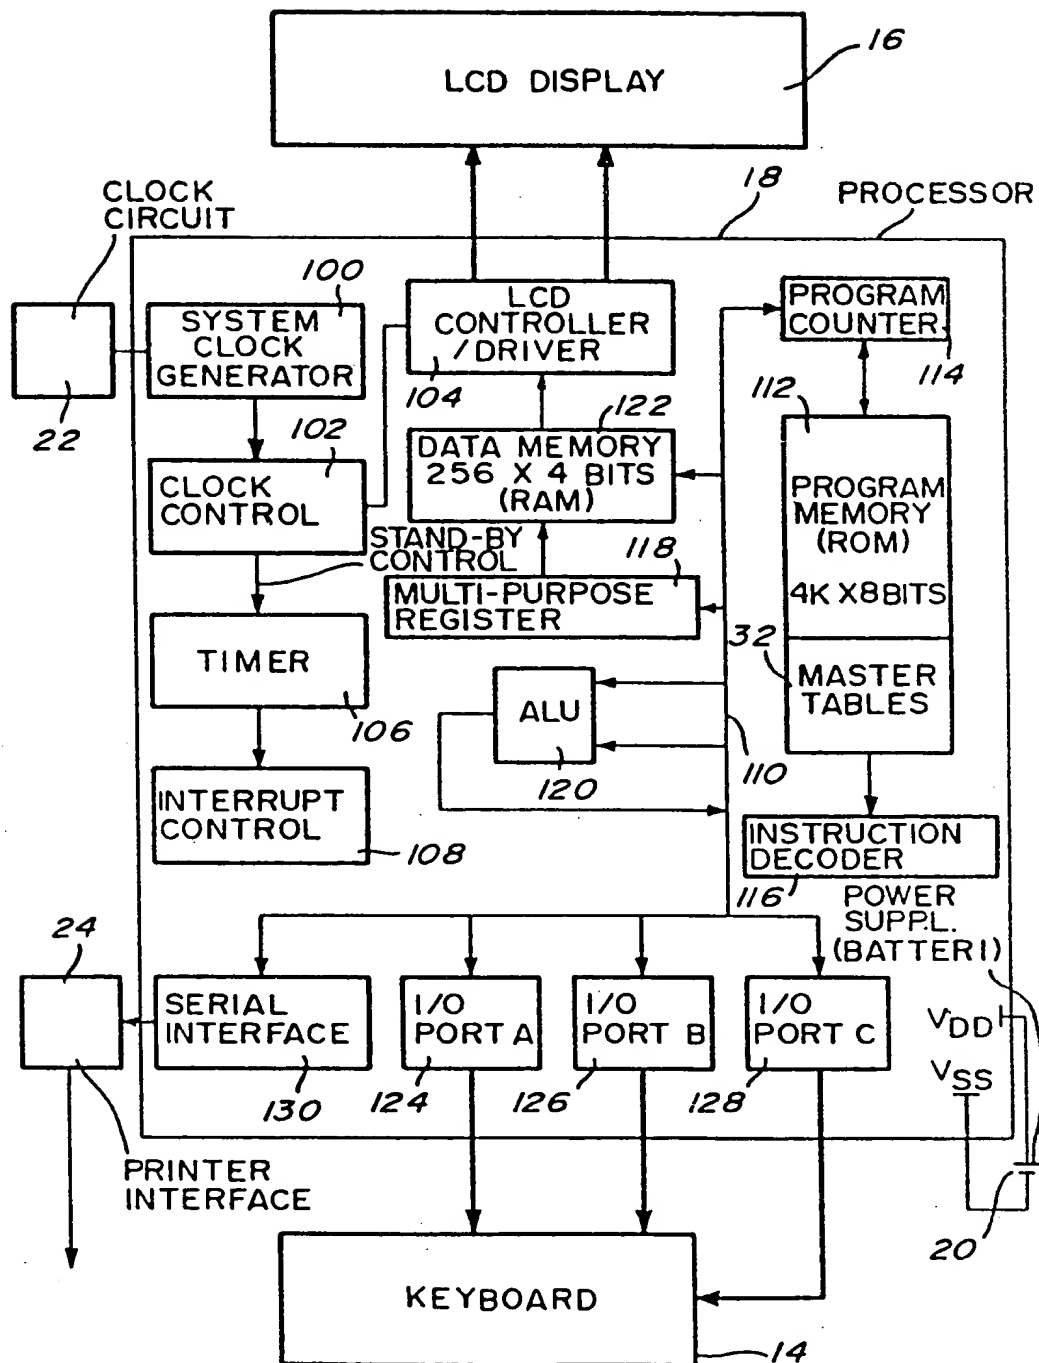 16
LCD DISPLAY
CLOCK
CIRCUIT
18
PROCESSOR
100
SYSTEM
CLOCK
GENERATOR
22
LCD
CONTROLLER
/DRIVER
104
PROGRAM
COUNTER
114
112
102
CLOCK
CONTROL
122
DATA MEMORY
256 X 4 BITS
(RAM)
PROGRAM
MEMORY
(ROM)
4K X8BITS
STAND-BY
CONTROL
118
MULTI-PURPOSE
REGISTER
32
MASTER
TABLES
TIMER
106
ALU
120
110
INTERRUPT
CONTROL
108
INSTRUCTION
DECODER
116
POWER
SUPP.L.
(BATTERI)
24
SERIAL
INTERFACE
130
I/O
PORT A
124
I/O
PORT B
126
I/O
PORT C
128
VDD
VSS
PRINTER
INTERFACE
20
KEYBOARD
14